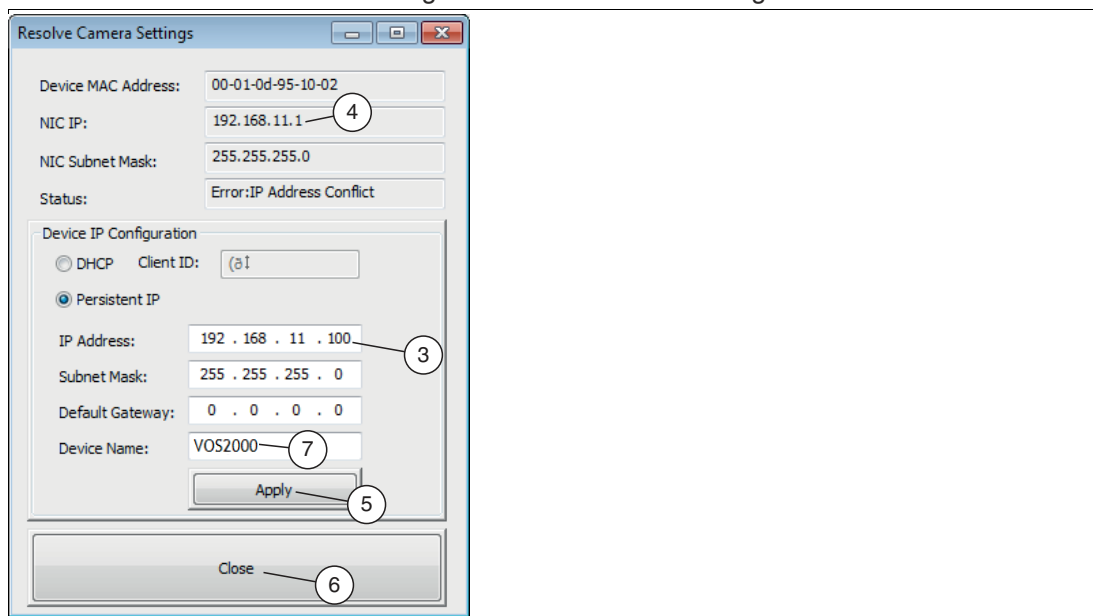 Resolve Camera Settings
Device MAC Address: 00-01-0d-95-10-02
NIC IP: 192.168.11.1 4
NIC Subnet Mask: 255.255.255.0
Status: Error:IP Address Conflict
Device IP Configuration
DHCP Client ID: (ð‡
Persistent IP
IP Address: 192 . 168 . 11 . 100 3
Subnet Mask: 255 . 255 . 255 . 0
Default Gateway: 0 . 0 . 0 . 0
Device Name: VOS2000 7
Apply 5
Close 6